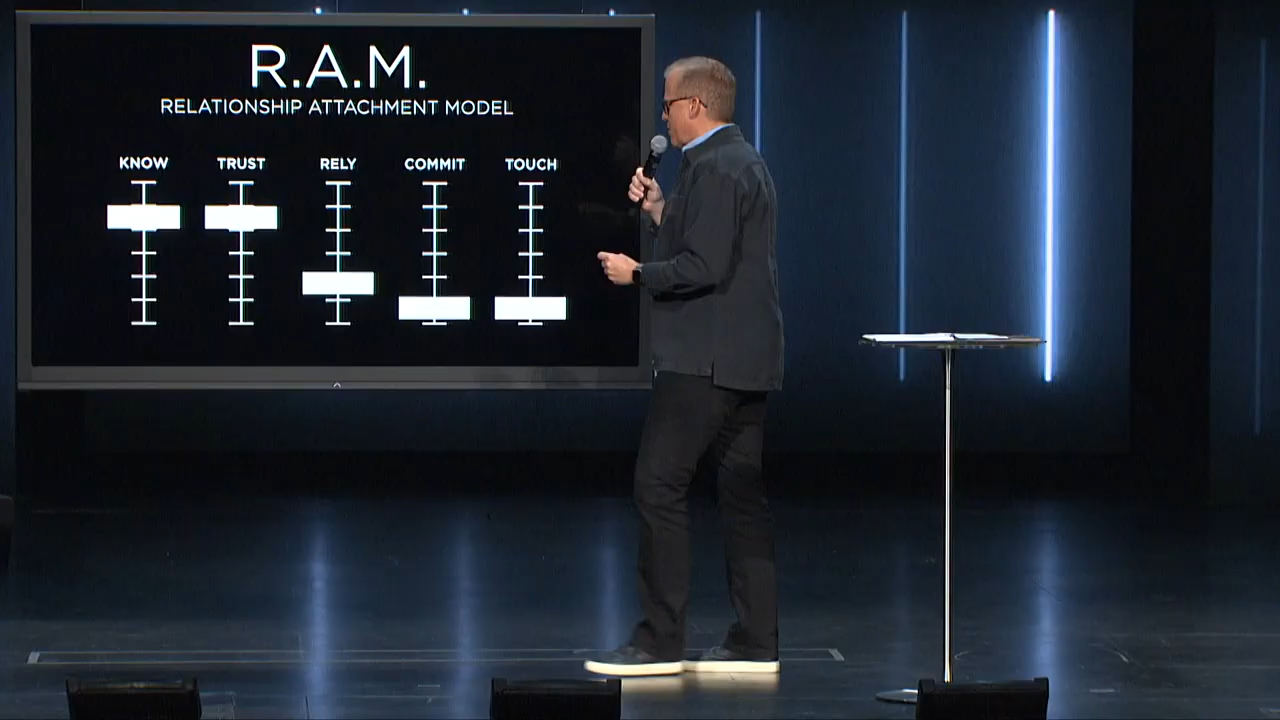 R.A.M.
RELATIONSHIP ATTACHMENT MODEL
KNOW TRUST RELY COMMIT TOUCH